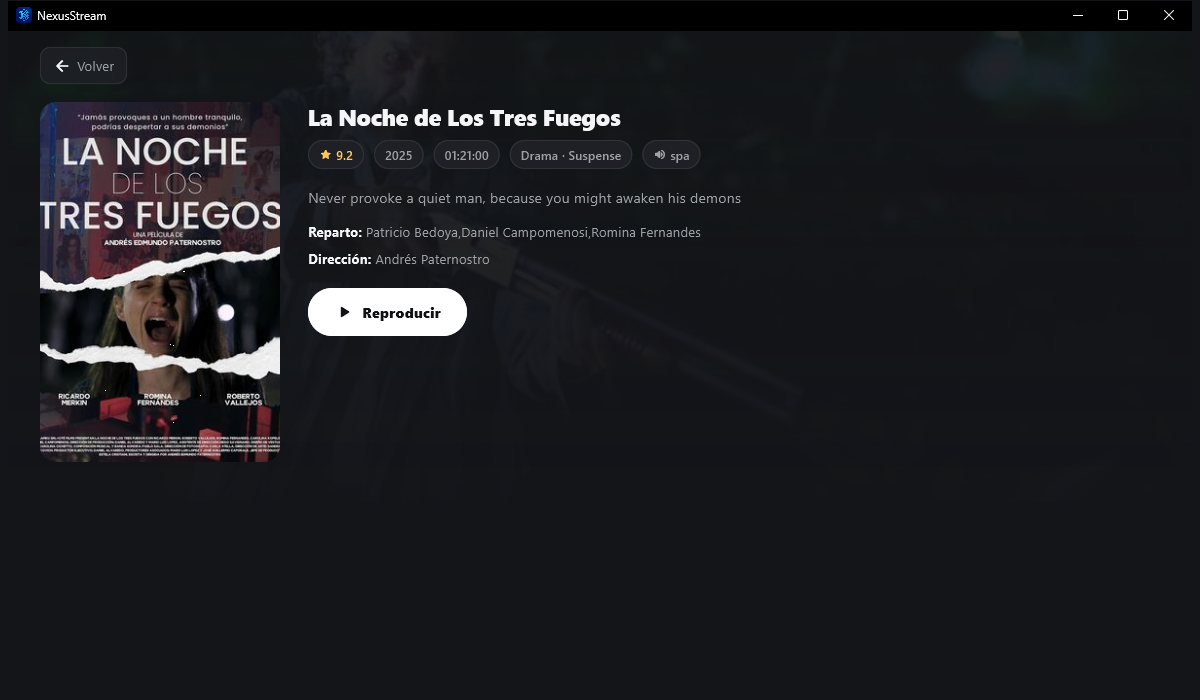 NexusStream
Volver
"Jamás provoques a un hombre tranquilo,
podrías despertar a sus demonios"
LA NOCHE
DE LOS
TRES FUEGOS
UNA PELÍCULA DE
ANDRÉS EDMUNDO PATERNOSTRO
RICARDO MERKIN
ROMINA FERNÁNDES
ROBERTO VALLEJOS
La Noche de Los Tres Fuegos
9.2
2025
01:21:00
Drama · Suspense
spa
Never provoke a quiet man, because you might awaken his demons
Reparto: Patricio Bedoya,Daniel Campomenosi,Romina Fernandes
Dirección: Andrés Paternostro
Reproducir